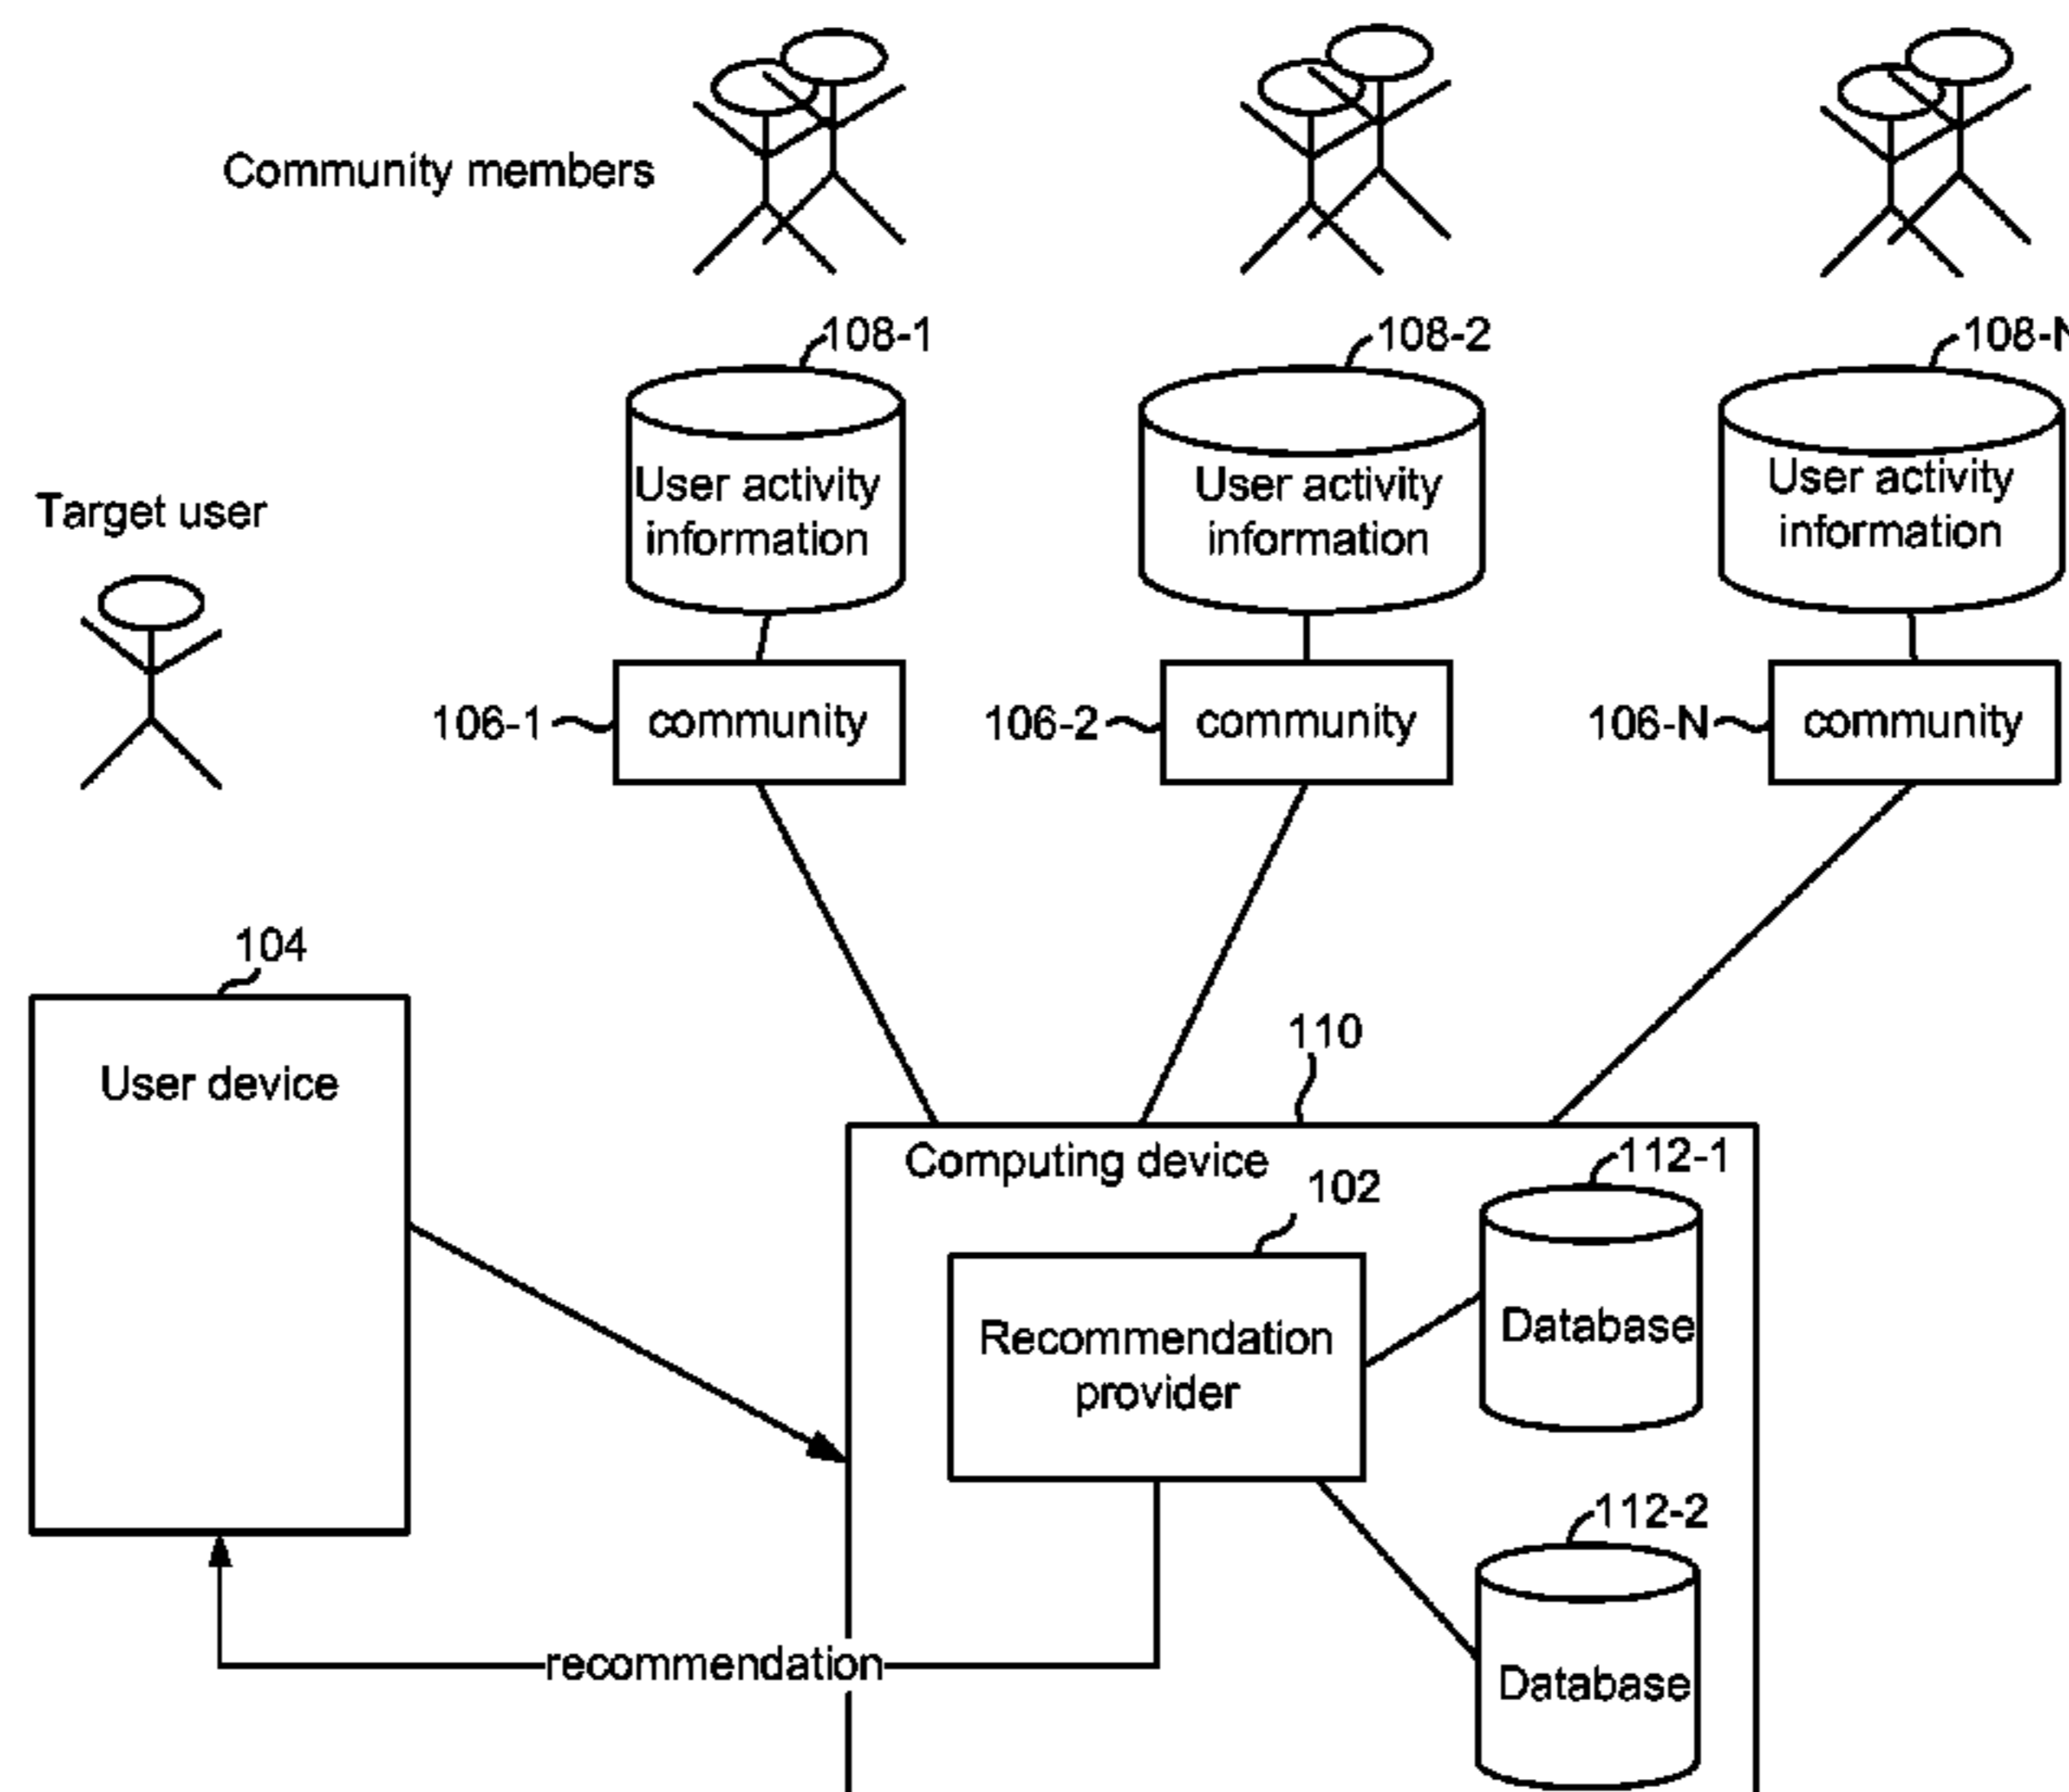 Community members
108-1
108-2
108-N
User activity
information
User activity
information
User activity
information
Target user
106-1
community
106-2
community
106-N
community
104
User device
110
Computing device
112-1
102
Recommendation
provider
Database
112-2
recommendation
Database